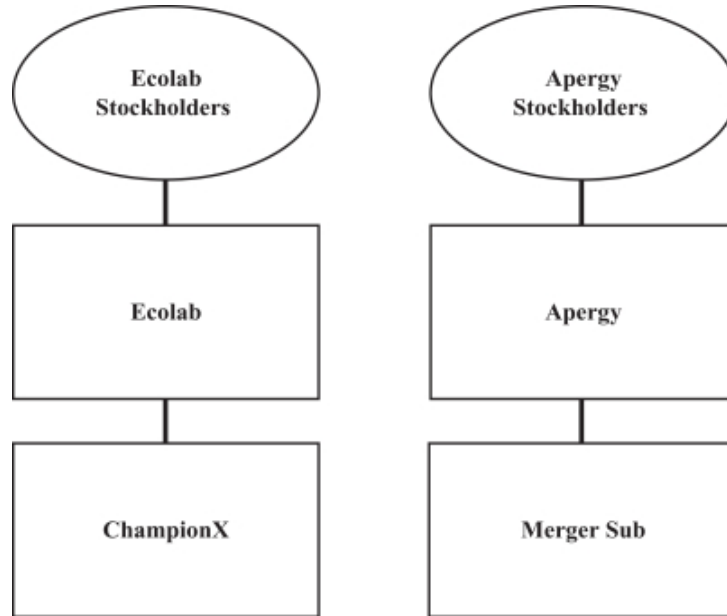 Ecolab
Stockholders
Apergy
Stockholders
Ecolab
Apergy
ChampionX
Merger Sub